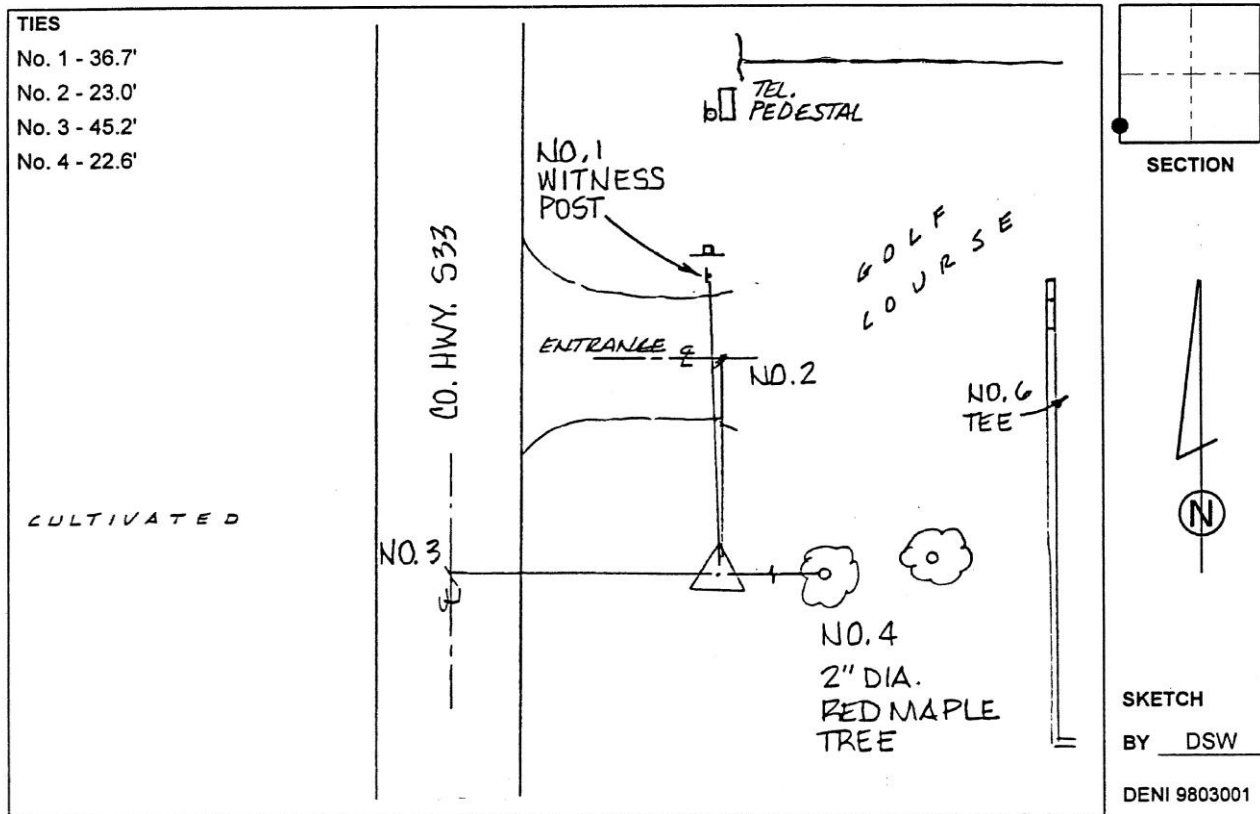 TIES
No. 1 - 36.7'
No. 2 - 23.0'
No. 3 - 45.2'
No. 4 - 22.6'
TEL.
PEDESTAL
NO. 1
WITNESS
POST
SECTION
GOLF
COURSE
CO. HWY. S33
ENTRANCE ℄
NO. 2
NO. 6
TEE
N
CULTIVATED
NO. 3
℄
NO. 4
2" DIA.
RED MAPLE
TREE
SKETCH
BY DSW
DENI 9803001